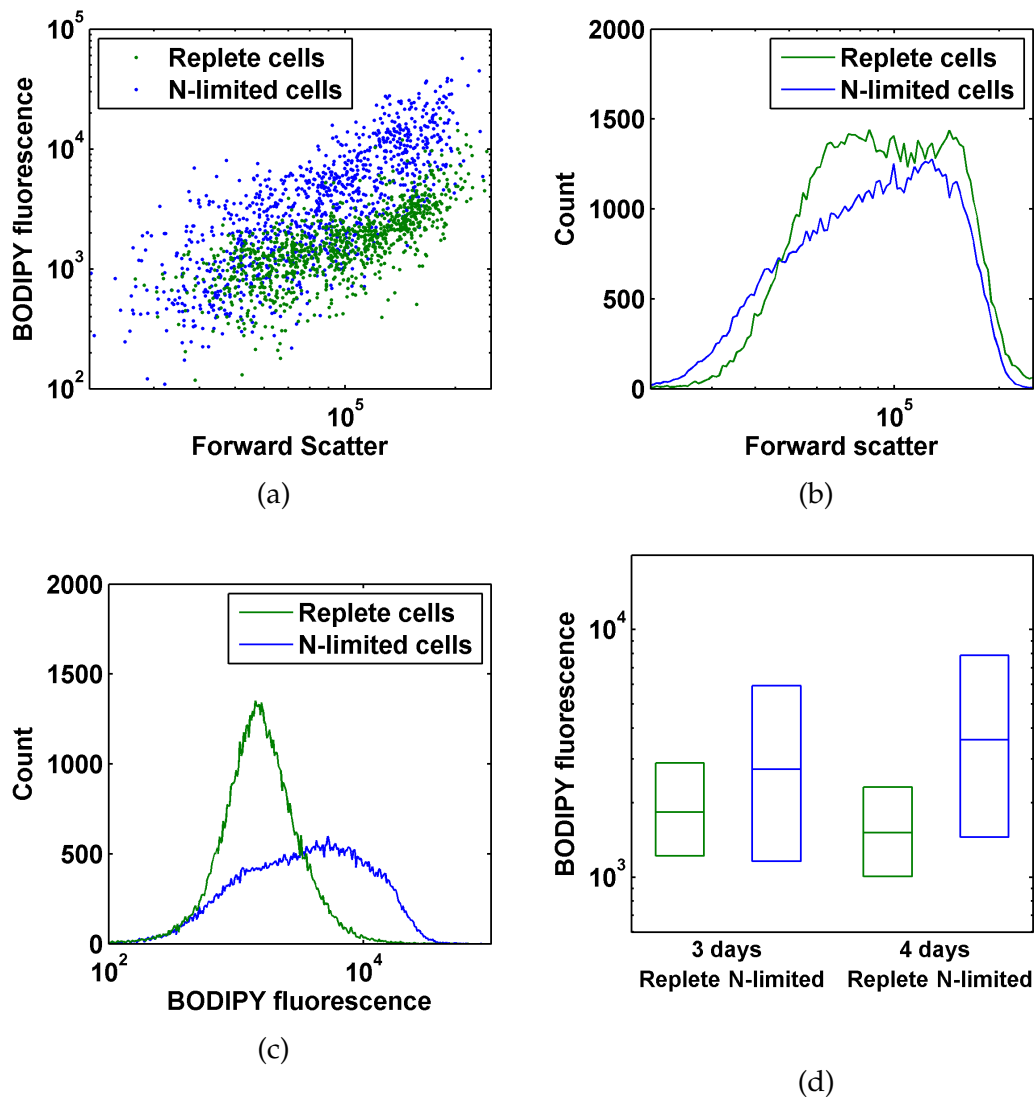 10^5
10^4
10^3
10^2
BODIPY fluorescence
Replete cells
N-limited cells
10^5
Forward Scatter
(a)
2000
1500
1000
500
0
Count
Replete cells
N-limited cells
10^5
Forward scatter
(b)
2000
1500
1000
500
0
Count
Replete cells
N-limited cells
10^2
10^4
BODIPY fluorescence
(c)
10^4
10^3
BODIPY fluorescence
3 days
4 days
Replete N-limited
Replete N-limited
(d)